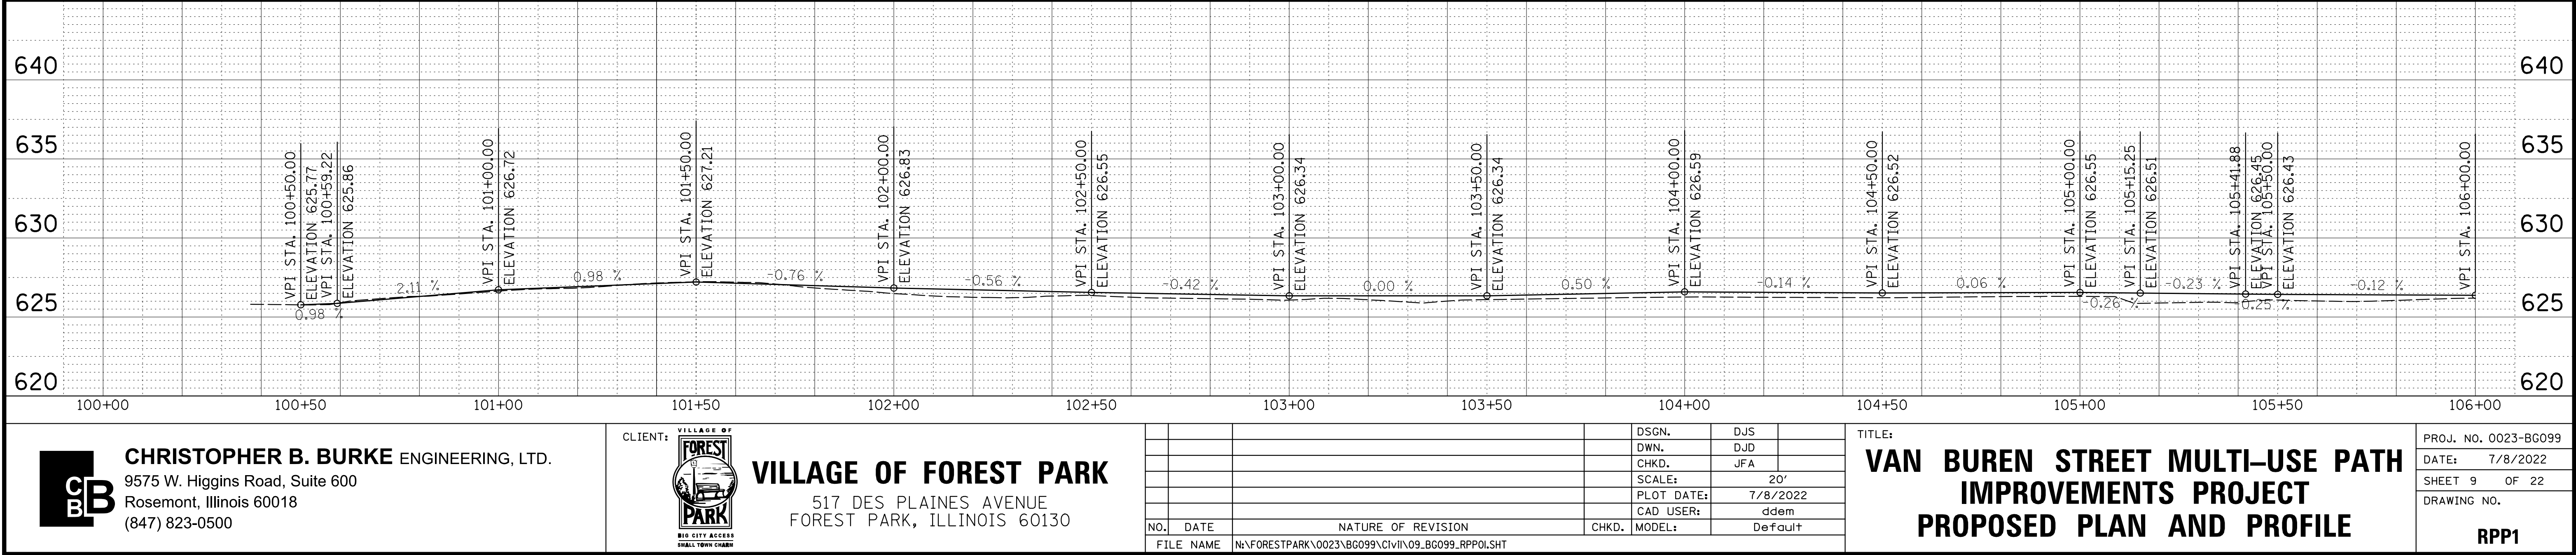 640
640
635
635
630
630
625
625
620
620
VPI STA. 100+50.00
ELEVATION 625.77
VPI STA. 100+59.22
ELEVATION 625.86
VPI STA. 101+00.00
ELEVATION 626.72
VPI STA. 101+50.00
ELEVATION 627.21
VPI STA. 102+00.00
ELEVATION 626.83
VPI STA. 102+50.00
ELEVATION 626.55
VPI STA. 103+00.00
ELEVATION 626.34
VPI STA. 103+50.00
ELEVATION 626.34
VPI STA. 104+00.00
ELEVATION 626.59
VPI STA. 104+50.00
ELEVATION 626.52
VPI STA. 105+00.00
ELEVATION 626.55
VPI STA. 105+15.25
ELEVATION 626.51
VPI STA. 105+41.88
ELEVATION 626.45
VPI STA. 105+50.00
ELEVATION 626.43
VPI STA. 106+00.00
0.98 %
2.11 %
0.98 %
-0.76 %
-0.56 %
-0.42 %
0.00 %
0.50 %
-0.14 %
0.06 %
-0.26 %
-0.23 %
-0.25 %
-0.12 %
100+00
100+50
101+00
101+50
102+00
102+50
103+00
103+50
104+00
104+50
105+00
105+50
106+00
CBB
CHRISTOPHER B. BURKE ENGINEERING, LTD.
9575 W. Higgins Road, Suite 600
Rosemont, Illinois 60018
(847) 823-0500
CLIENT:
VILLAGE OF
FOREST
PARK
BIG CITY ACCESS
SMALL TOWN CHARM
VILLAGE OF FOREST PARK
517 DES PLAINES AVENUE
FOREST PARK, ILLINOIS 60130
NO. DATE NATURE OF REVISION CHKD.
FILE NAME N:\FORESTPARK\0023\BG099\Civil\09_BG099_RPP01.SHT
DSGN. DJS
DWN. DJD
CHKD. JFA
SCALE: 20'
PLOT DATE: 7/8/2022
CAD USER: ddem
MODEL: Default
TITLE:
VAN BUREN STREET MULTI-USE PATH
IMPROVEMENTS PROJECT
PROPOSED PLAN AND PROFILE
PROJ. NO. 0023-BG099
DATE: 7/8/2022
SHEET 9 OF 22
DRAWING NO.
RPP1